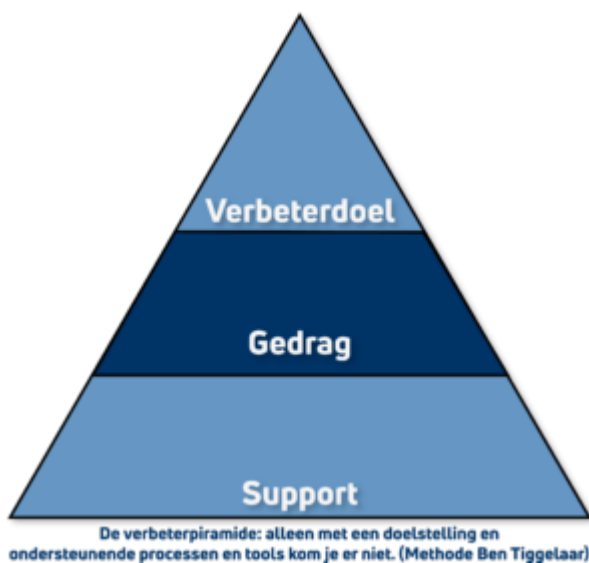 Verbeterdoel
Gedrag
Support
De verbeterpiramide: alleen met een doelstelling en
ondersteunende processen en tools kom je er niet. (Methode Ben Tiggelaar)